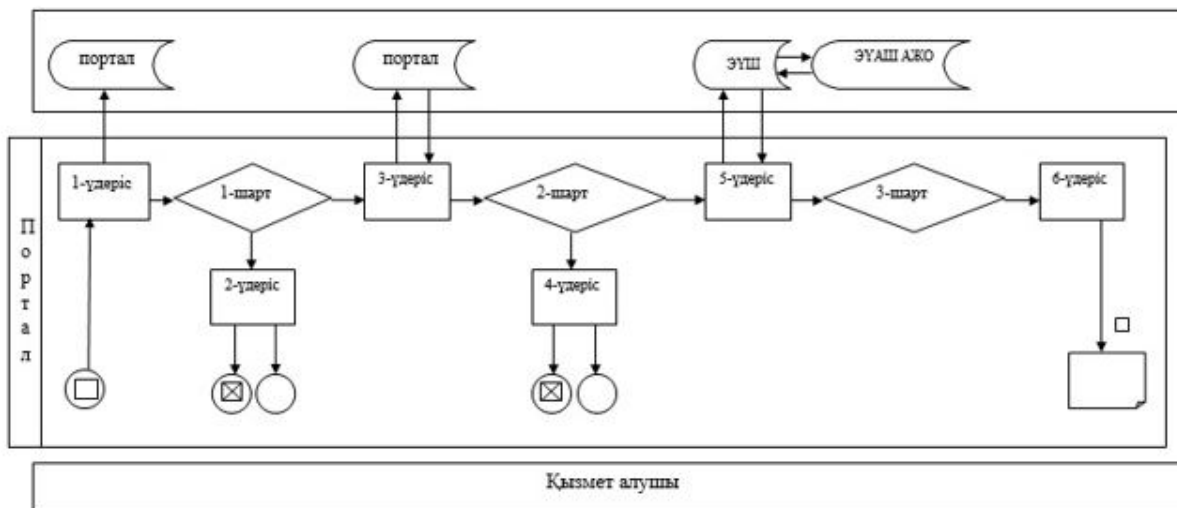 портал
портал
ЭҮШ
ЭҮАШ АЖО
1-үдеріс
1-шарт
3-үдеріс
2-шарт
5-үдеріс
3-шарт
6-үдеріс
Портал
2-үдеріс
4-үдеріс
Қызмет алушы